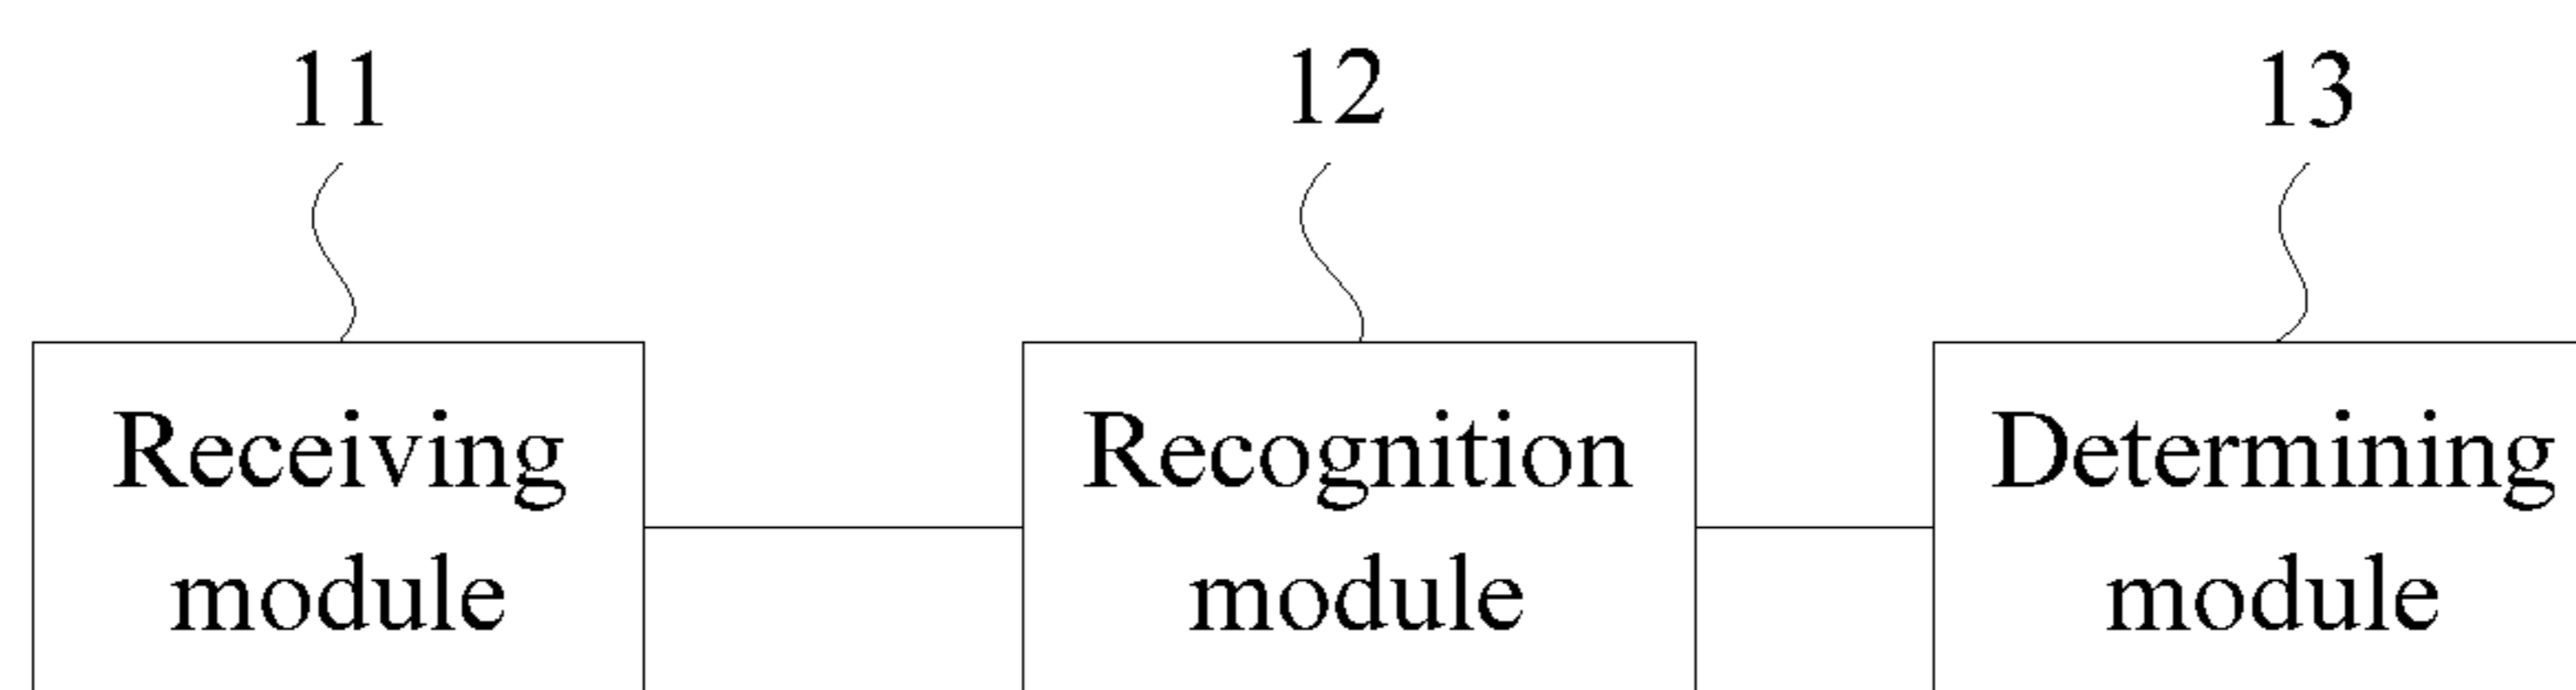 11
12
13
Receiving
module
Recognition
module
Determining
module